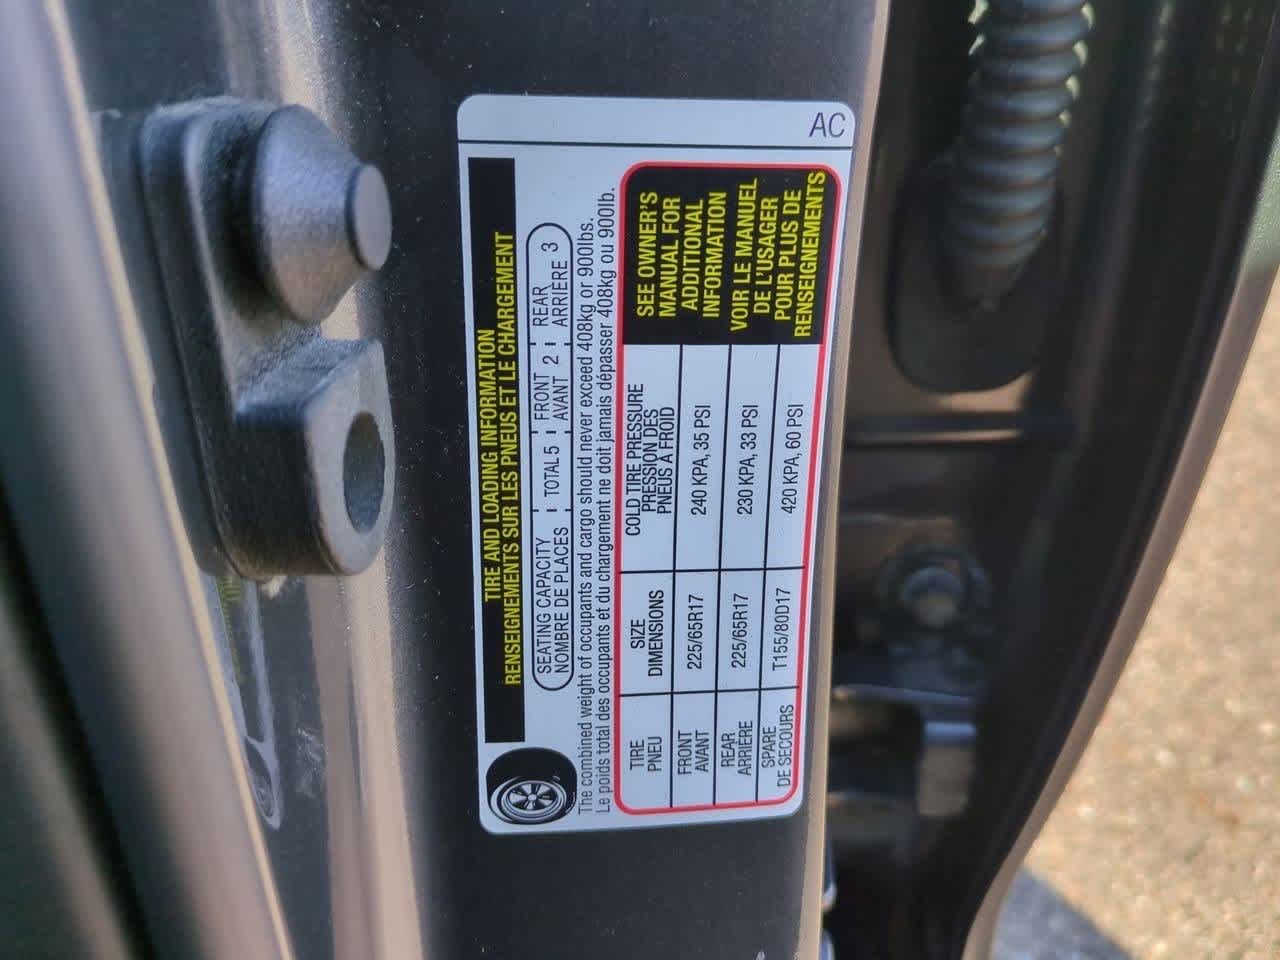 AC
TIRE AND LOADING INFORMATION
RENSEIGNEMENTS SUR LES PNEUS ET LE CHARGEMENT
SEATING CAPACITY
NOMBRE DE PLACES
TOTAL 5
FRONT
AVANT 2
REAR
ARRIÈRE 3
The combined weight of occupants and cargo should never exceed 408kg or 900lbs.
Le poids total des occupants et du chargement ne doit jamais dépasser 408kg ou 900lb.
TIRE
PNEU
SIZE
DIMENSIONS
COLD TIRE PRESSURE
PRESSION DES
PNEUS À FROID
FRONT
AVANT
225/65R17
240 KPA, 35 PSI
REAR
ARRIÈRE
225/65R17
230 KPA, 33 PSI
SPARE
DE SECOURS
T155/80D17
420 KPA, 60 PSI
SEE OWNER'S
MANUAL FOR
ADDITIONAL
INFORMATION
VOIR LE MANUEL
DE L'USAGER
POUR PLUS DE
RENSEIGNEMENTS